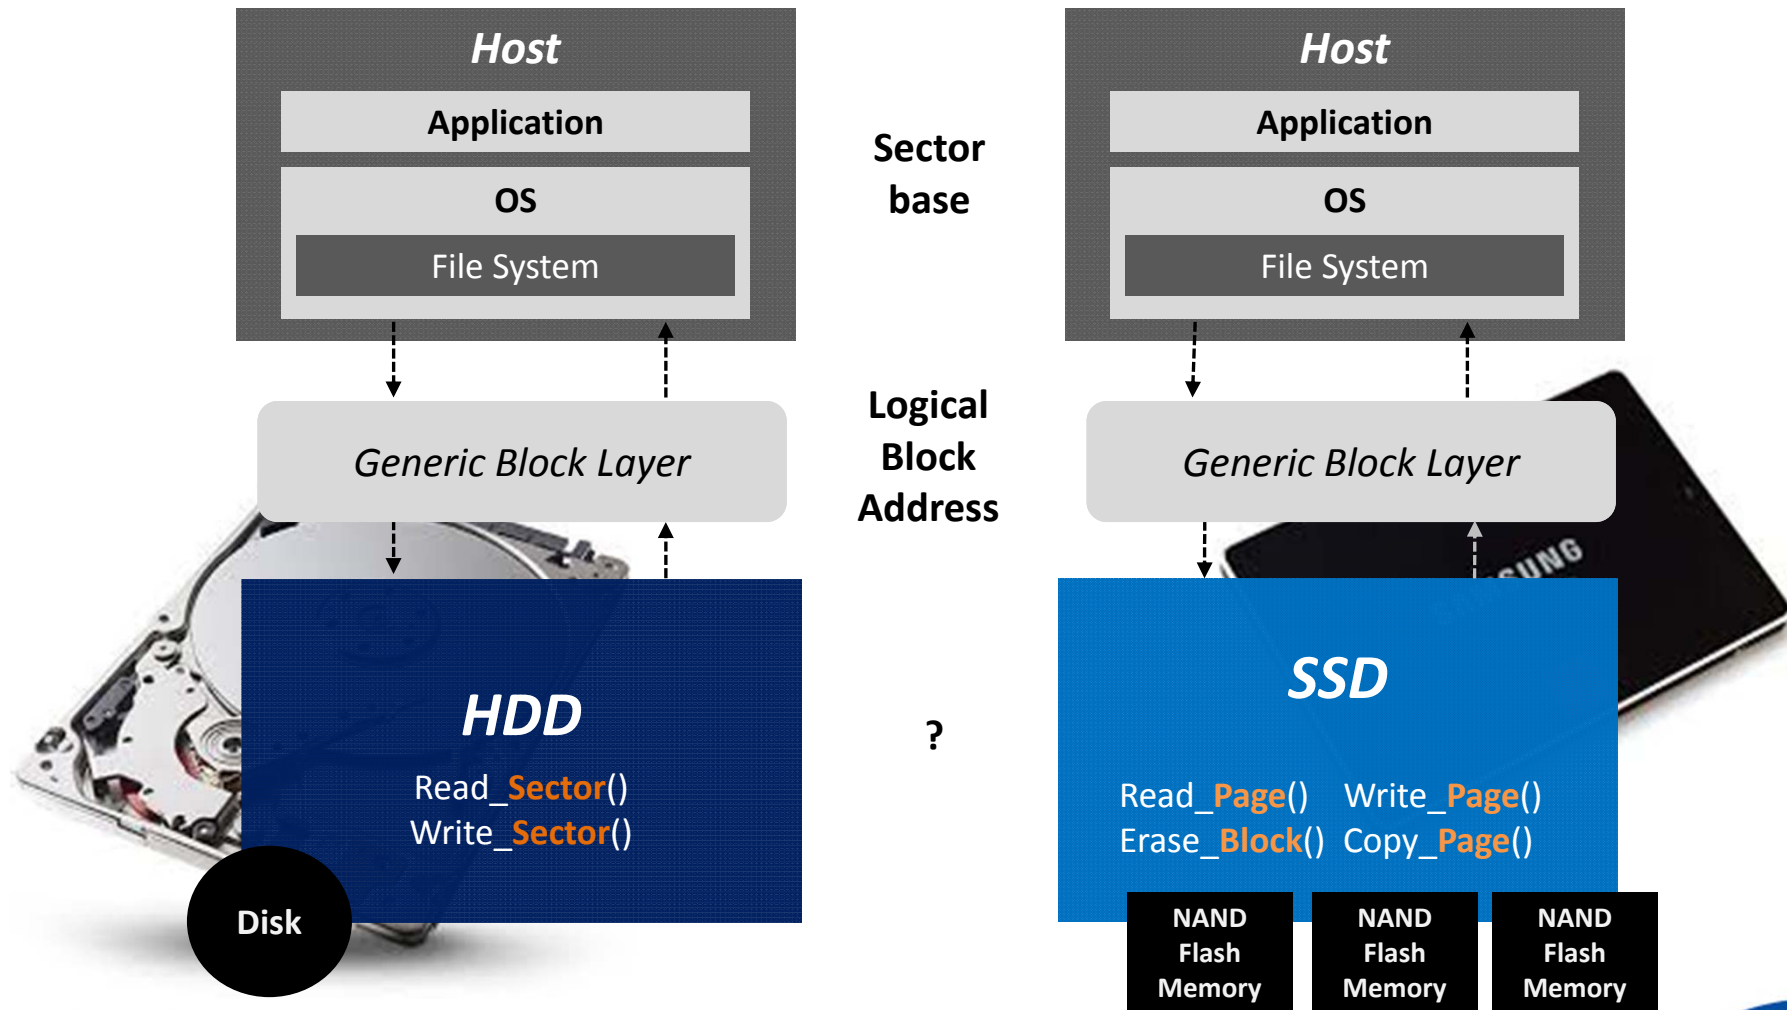 Host
Application
OS
File System
Sector
base
Host
Application
OS
File System
Generic Block Layer
Logical
Block
Address
Generic Block Layer
HDD
Read_Sector()
Write_Sector()
Disk
?
SAMSUNG
SSD
Read_Page() Write_Page()
Erase_Block() Copy_Page()
NAND
Flash
Memory
NAND
Flash
Memory
NAND
Flash
Memory